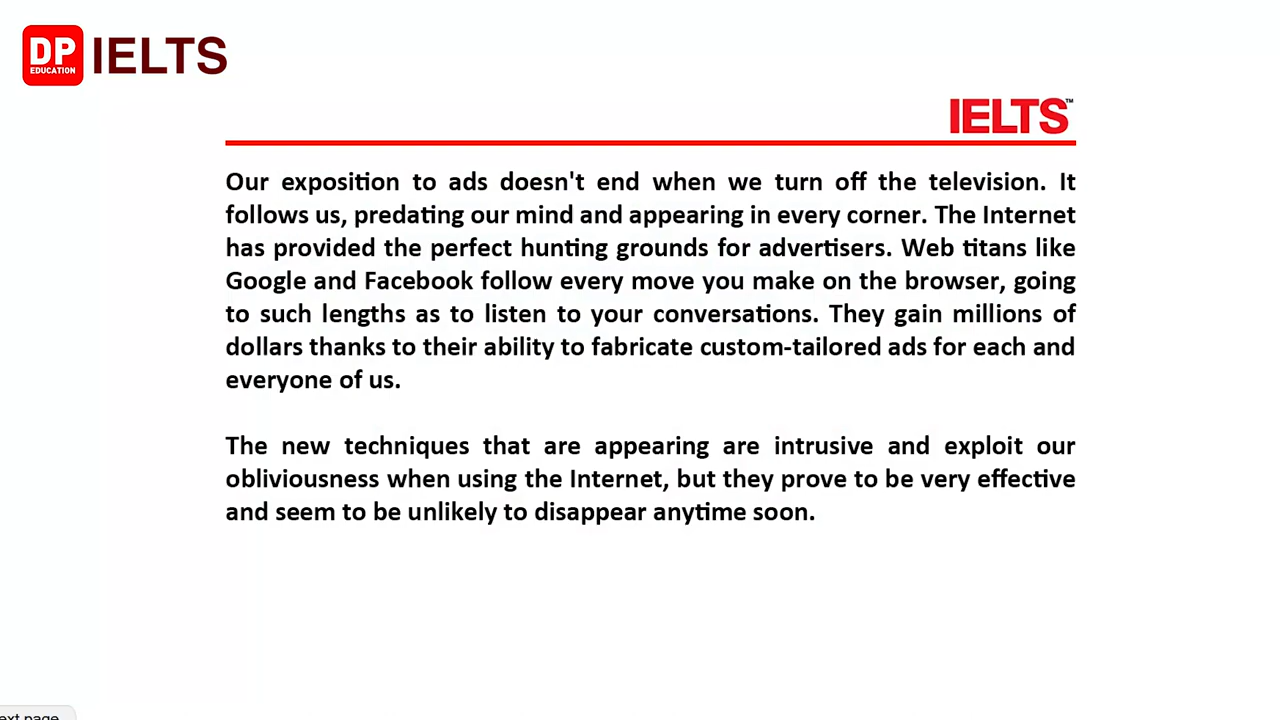 DP
EDUCATION
IELTS
IELTS™
Our exposition to ads doesn't end when we turn off the television. It
follows us, predating our mind and appearing in every corner. The Internet
has provided the perfect hunting grounds for advertisers. Web titans like
Google and Facebook follow every move you make on the browser, going
to such lengths as to listen to your conversations. They gain millions of
dollars thanks to their ability to fabricate custom-tailored ads for each and
everyone of us.
The new techniques that are appearing are intrusive and exploit our
obliviousness when using the Internet, but they prove to be very effective
and seem to be unlikely to disappear anytime soon.
ext page